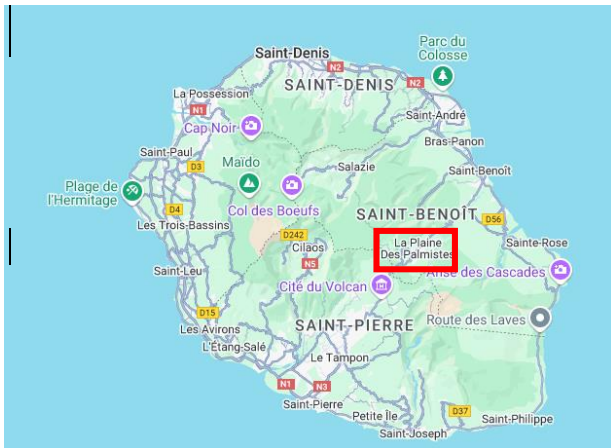 Parc du
Colosse
Saint-Denis
N2
SAINT-DENIS
N2
La Possession
N1
Saint-André
Cap Noir
Bras-Panon
Saint-Paul
D3
Maïdo
Salazie
Saint-Benoît
Plage de
l'Hermitage
D4
Col des Boeufs
SAINT-BENOÎT
D56
Les Trois-Bassins
D242
Cilaos
La Plaine
Des Palmistes
Sainte-Rose
N5
Saint-Leu
Anse des Cascades
Cité du Volcan
D15
Les Avirons
SAINT-PIERRE
Route des Laves
L'Étang-Salé
Le Tampon
N1
N3
Saint-Pierre
Petite Île
D37
Saint-Philippe
Saint-Joseph